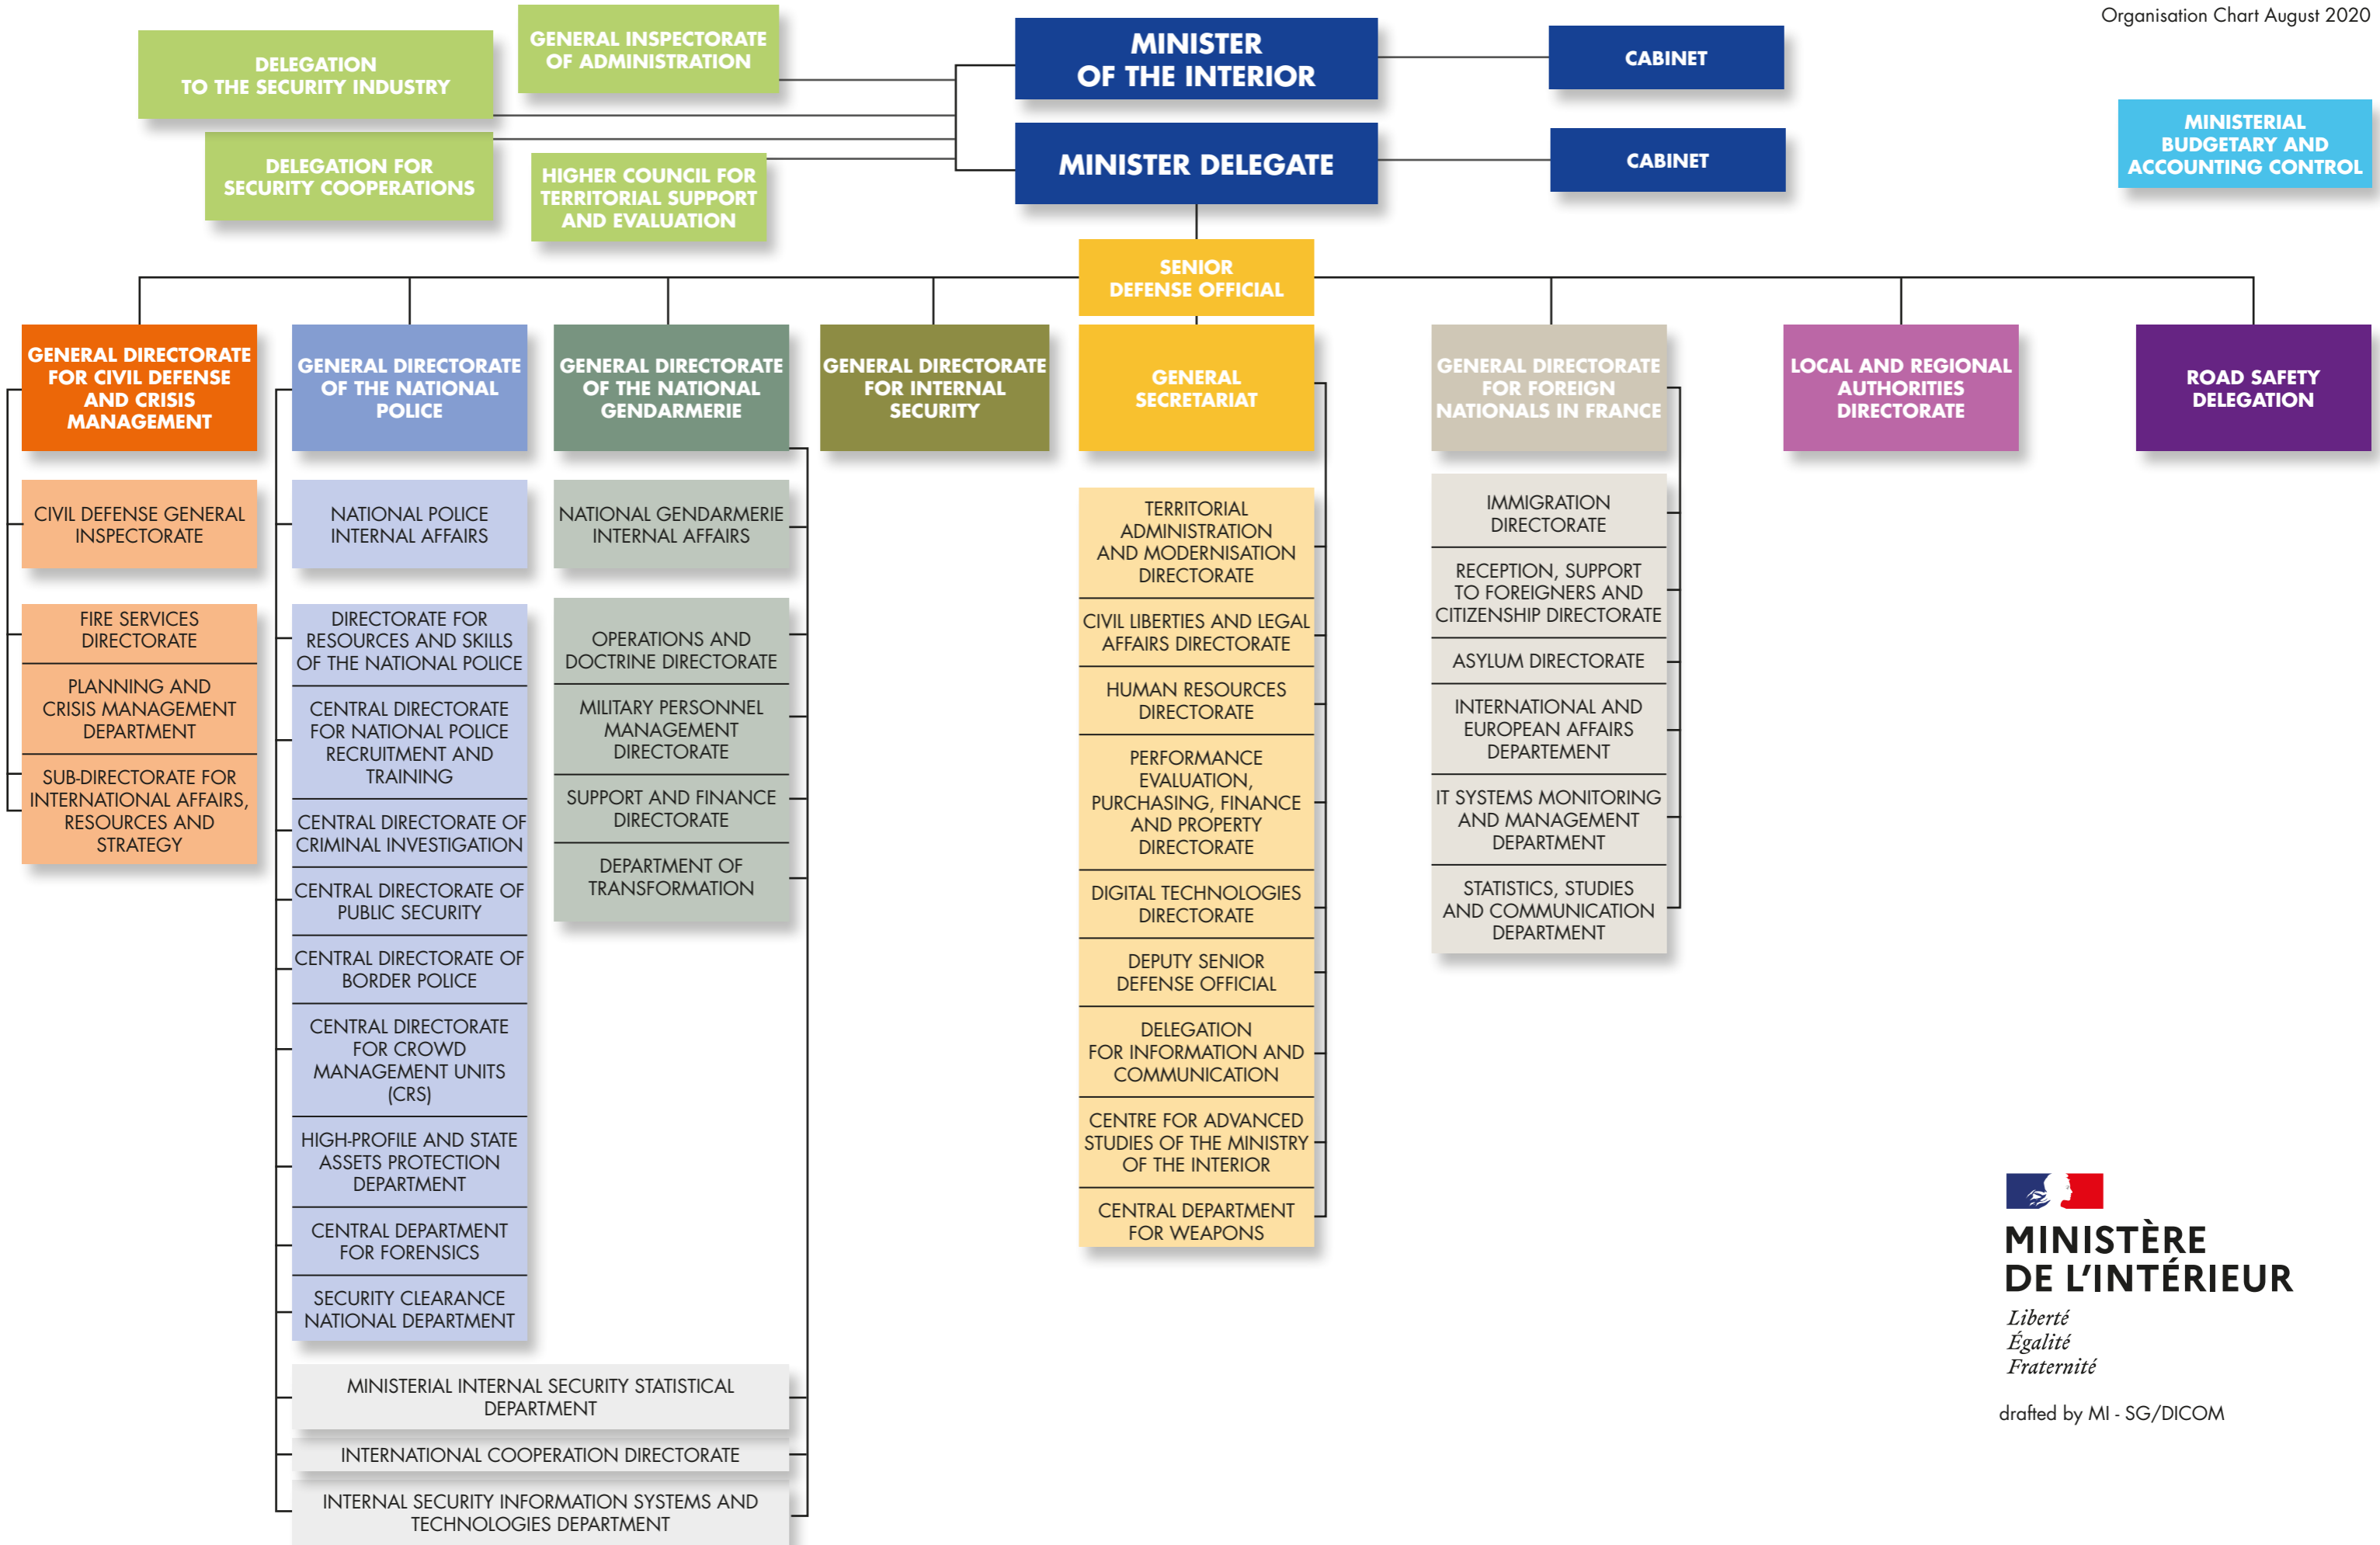 Organisation Chart August 2020
DELEGATION
TO THE SECURITY INDUSTRY
GENERAL INSPECTORATE
OF ADMINISTRATION
MINISTER
OF THE INTERIOR
CABINET
DELEGATION FOR
SECURITY COOPERATIONS
HIGHER COUNCIL FOR
TERRITORIAL SUPPORT
AND EVALUATION
MINISTER DELEGATE
CABINET
MINISTERIAL
BUDGETARY AND
ACCOUNTING CONTROL
SENIOR
DEFENSE OFFICIAL
GENERAL DIRECTORATE
FOR CIVIL DEFENSE
AND CRISIS
MANAGEMENT
CIVIL DEFENSE GENERAL
INSPECTORATE
FIRE SERVICES
DIRECTORATE
PLANNING AND
CRISIS MANAGEMENT
DEPARTMENT
SUB-DIRECTORATE FOR
INTERNATIONAL AFFAIRS,
RESOURCES AND
STRATEGY
GENERAL DIRECTORATE
OF THE NATIONAL
POLICE
NATIONAL POLICE
INTERNAL AFFAIRS
DIRECTORATE FOR
RESOURCES AND SKILLS
OF THE NATIONAL POLICE
CENTRAL DIRECTORATE
FOR NATIONAL POLICE
RECRUITMENT AND
TRAINING
CENTRAL DIRECTORATE OF
CRIMINAL INVESTIGATION
CENTRAL DIRECTORATE OF
PUBLIC SECURITY
CENTRAL DIRECTORATE OF
BORDER POLICE
CENTRAL DIRECTORATE
FOR CROWD
MANAGEMENT UNITS
(CRS)
HIGH-PROFILE AND STATE
ASSETS PROTECTION
DEPARTMENT
CENTRAL DEPARTMENT
FOR FORENSICS
SECURITY CLEARANCE
NATIONAL DEPARTMENT
GENERAL DIRECTORATE
OF THE NATIONAL
GENDARMERIE
NATIONAL GENDARMERIE
INTERNAL AFFAIRS
OPERATIONS AND
DOCTRINE DIRECTORATE
MILITARY PERSONNEL
MANAGEMENT
DIRECTORATE
SUPPORT AND FINANCE
DIRECTORATE
DEPARTMENT OF
TRANSFORMATION
MINISTERIAL INTERNAL SECURITY STATISTICAL
DEPARTMENT
INTERNATIONAL COOPERATION DIRECTORATE
INTERNAL SECURITY INFORMATION SYSTEMS AND
TECHNOLOGIES DEPARTMENT
GENERAL DIRECTORATE
FOR INTERNAL
SECURITY
GENERAL
SECRETARIAT
TERRITORIAL
ADMINISTRATION
AND MODERNISATION
DIRECTORATE
CIVIL LIBERTIES AND LEGAL
AFFAIRS DIRECTORATE
HUMAN RESOURCES
DIRECTORATE
PERFORMANCE
EVALUATION,
PURCHASING, FINANCE
AND PROPERTY
DIRECTORATE
DIGITAL TECHNOLOGIES
DIRECTORATE
DEPUTY SENIOR
DEFENSE OFFICIAL
DELEGATION
FOR INFORMATION AND
COMMUNICATION
CENTRE FOR ADVANCED
STUDIES OF THE MINISTRY
OF THE INTERIOR
CENTRAL DEPARTMENT
FOR WEAPONS
GENERAL DIRECTORATE
FOR FOREIGN
NATIONALS IN FRANCE
IMMIGRATION
DIRECTORATE
RECEPTION, SUPPORT
TO FOREIGNERS AND
CITIZENSHIP DIRECTORATE
ASYLUM DIRECTORATE
INTERNATIONAL AND
EUROPEAN AFFAIRS
DEPARTEMENT
IT SYSTEMS MONITORING
AND MANAGEMENT
DEPARTMENT
STATISTICS, STUDIES
AND COMMUNICATION
DEPARTMENT
LOCAL AND REGIONAL
AUTHORITIES
DIRECTORATE
ROAD SAFETY
DELEGATION
MINISTÈRE
DE L'INTÉRIEUR
Liberté
Égalité
Fraternité
drafted by MI - SG/DICOM